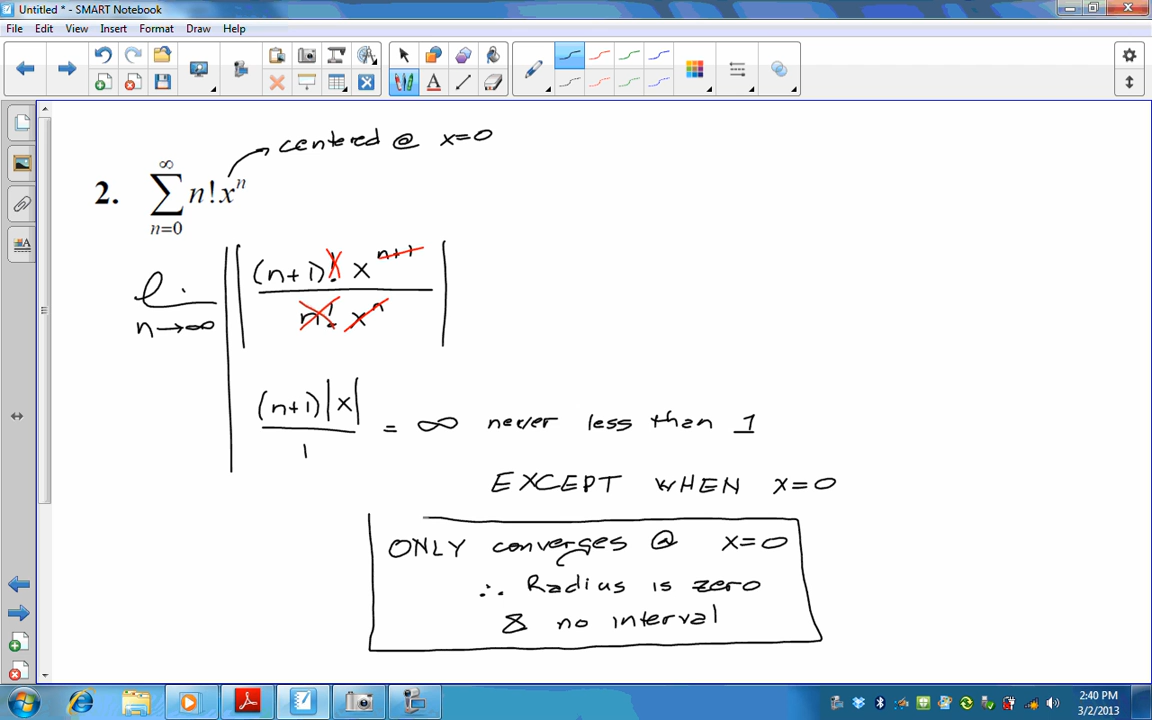 Untitled * - SMART Notebook
File Edit View Insert Format Draw Help
centered @ x=0
2. ∞ ∑ n=0 n!xⁿ
ℓ. n→∞ | (n+1)! x^(n+1) / n! xⁿ |
(n+1)|x| / 1 = ∞ never less than 1
EXCEPT WHEN x=0
ONLY converges @ x=0
∴ Radius is zero
& no interval
2:40 PM
3/2/2013